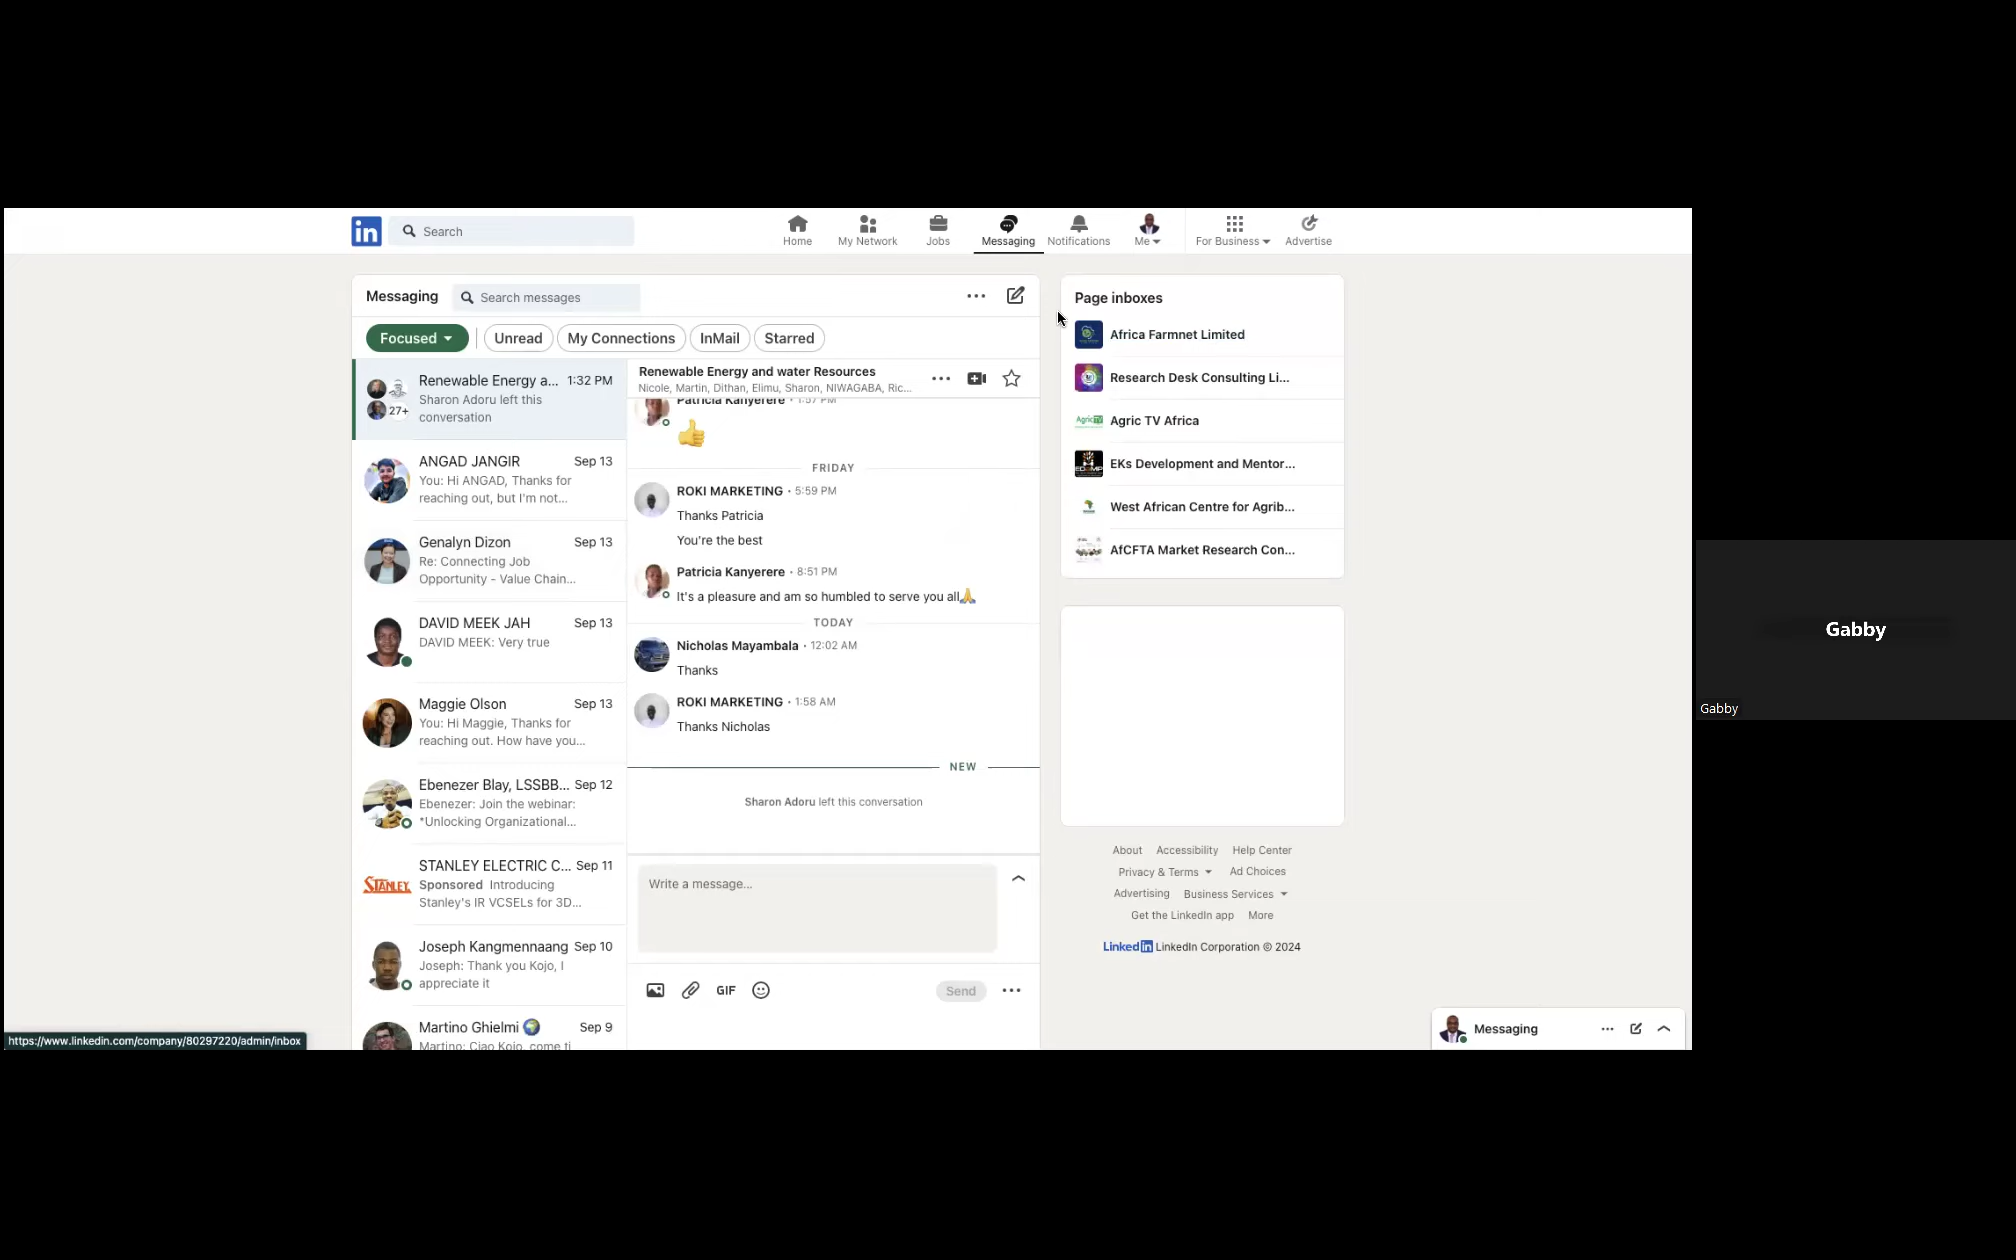 Search
Home
My Network
Jobs
Messaging
Notifications
Me
For Business
Advertise
Messaging
Search messages
Focused
Unread
My Connections
InMail
Starred
Renewable Energy a... 1:32 PM
Sharon Adoru left this
conversation
27+
ANGAD JANGIR Sep 13
You: Hi ANGAD, Thanks for
reaching out, but I'm not...
Genalyn Dizon Sep 13
Re: Connecting Job
Opportunity - Value Chain...
DAVID MEEK JAH Sep 13
DAVID MEEK: Very true
Maggie Olson Sep 13
You: Hi Maggie, Thanks for
reaching out. How have you...
Ebenezer Blay, LSSBB... Sep 12
Ebenezer: Join the webinar:
*Unlocking Organizational...
STANLEY ELECTRIC C... Sep 11
STANLEY
Sponsored Introducing
Stanley's IR VCSELs for 3D...
Joseph Kangmennaang Sep 10
Joseph: Thank you Kojo, I
appreciate it
Martino Ghielmi Sep 9
Martino: Ciao Kojo, come ti
Renewable Energy and water Resources
Nicole, Martin, Dithan, Elimu, Sharon, NIWAGABA, Ric...
Patricia Kanyerere • 1:57 PM
FRIDAY
ROKI MARKETING • 5:59 PM
Thanks Patricia
You're the best
Patricia Kanyerere • 8:51 PM
It's a pleasure and am so humbled to serve you all🙏
TODAY
Nicholas Mayambala • 12:02 AM
Thanks
ROKI MARKETING • 1:58 AM
Thanks Nicholas
NEW
Sharon Adoru left this conversation
Write a message...
GIF
Send
Page inboxes
Africa Farmnet Limited
Research Desk Consulting Li...
Agric TV Africa
EKs Development and Mentor...
West African Centre for Agrib...
AfCFTA Market Research Con...
About Accessibility Help Center
Privacy & Terms Ad Choices
Advertising Business Services
Get the LinkedIn app More
LinkedIn LinkedIn Corporation © 2024
Messaging
https://www.linkedin.com/company/80297220/admin/inbox
Gabby
Gabby